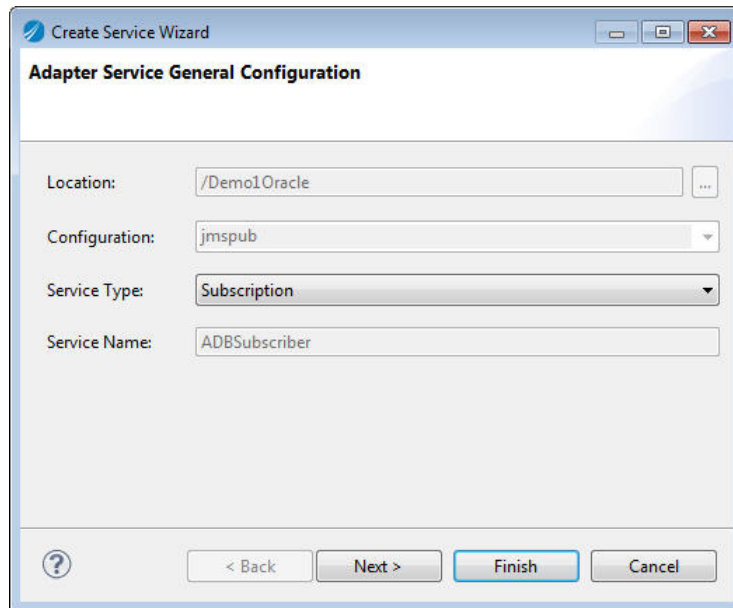 Create Service Wizard
Adapter Service General Configuration
Location: /Demo1Oracle ...
Configuration: jmspub
Service Type: Subscription
Service Name: ADBSubscriber
? < Back Next > Finish Cancel